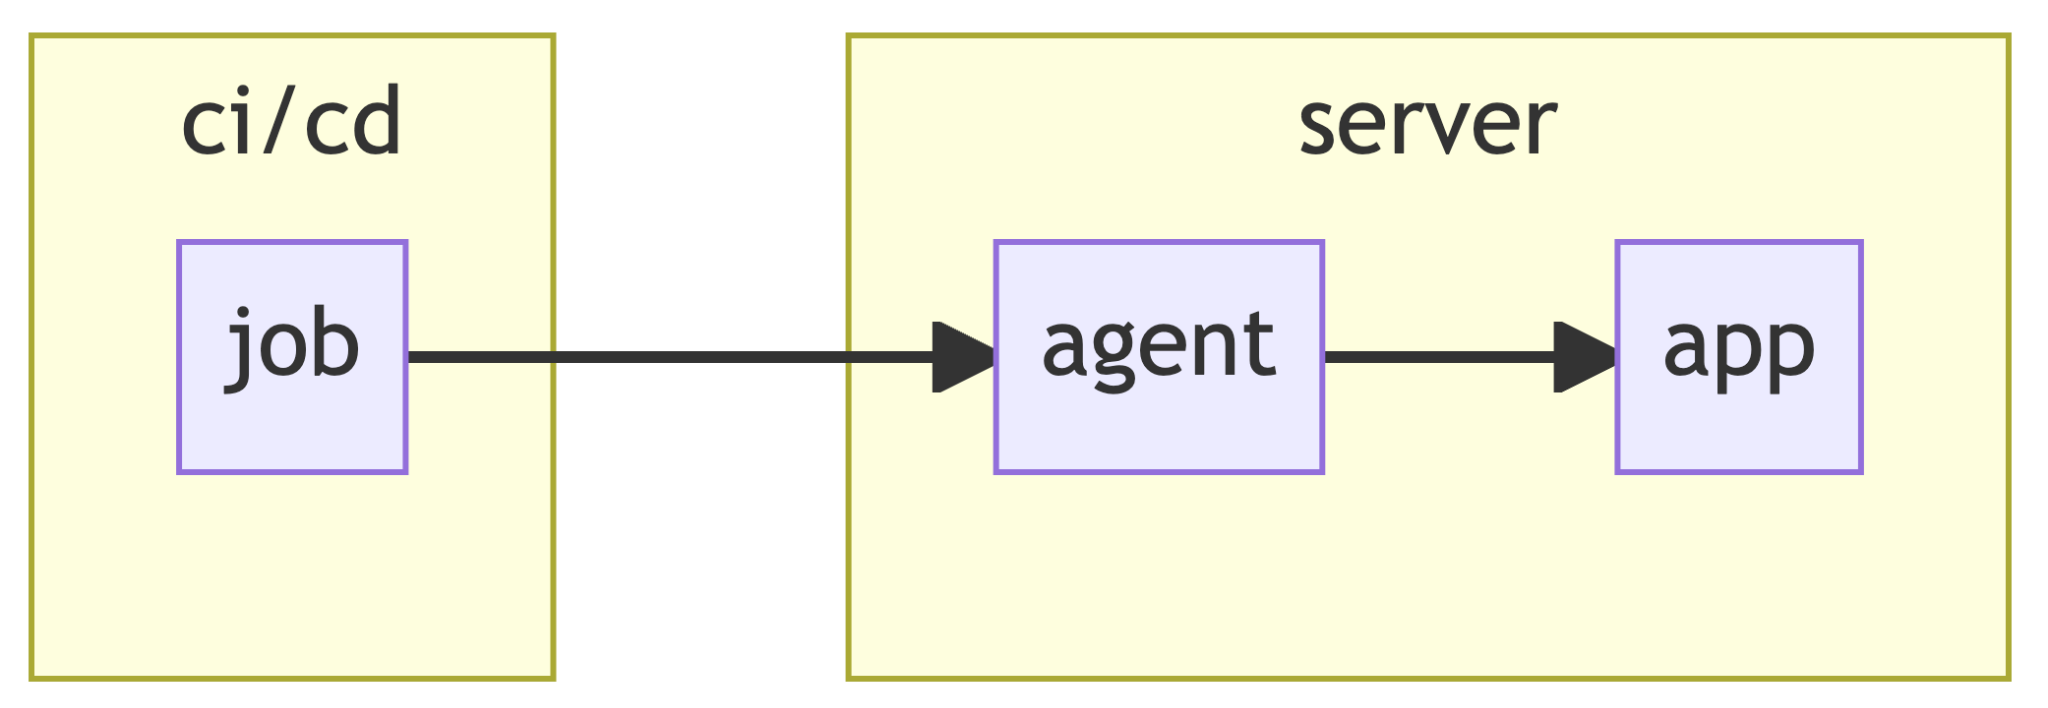 ci/cd
server
job
agent
app